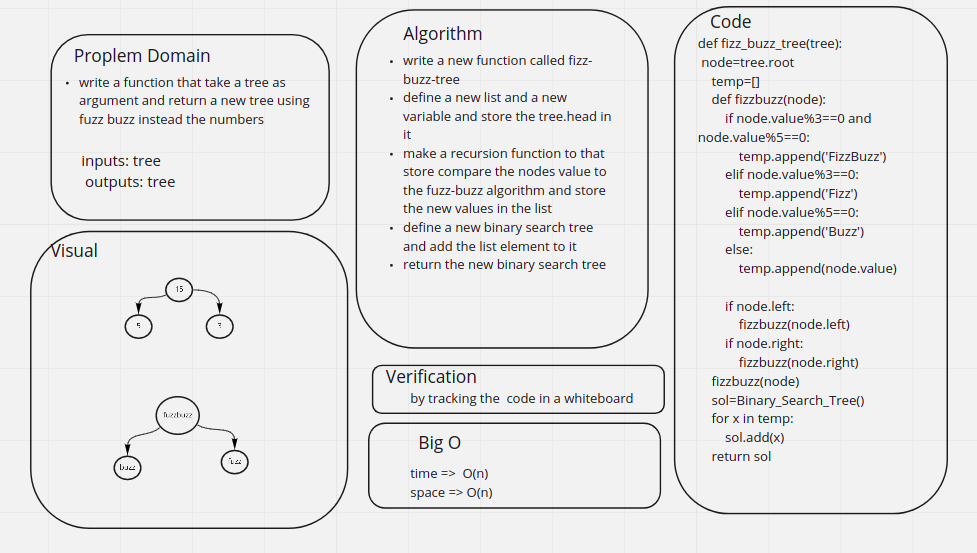 Proplem Domain
• write a function that take a tree as
argument and return a new tree using
fuzz buzz instead the numbers
inputs: tree
outputs: tree
Visual
15
5
3
fuzzbuzz
buzz
fuzz
Algorithm
• write a new function called fizz-
buzz-tree
• define a new list and a new
variable and store the tree.head in
it
• make a recursion function to that
store compare the nodes value to
the fuzz-buzz algorithm and store
the new values in the list
• define a new binary search tree
and add the list element to it
• return the new binary search tree
Verification
by tracking the code in a whiteboard
Big O
time => O(n)
space => O(n)
Code
def fizz_buzz_tree(tree):
node=tree.root
temp=[]
def fizzbuzz(node):
if node.value%3==0 and
node.value%5==0:
temp.append('FizzBuzz')
elif node.value%3==0:
temp.append('Fizz')
elif node.value%5==0:
temp.append('Buzz')
else:
temp.append(node.value)
if node.left:
fizzbuzz(node.left)
if node.right:
fizzbuzz(node.right)
fizzbuzz(node)
sol=Binary_Search_Tree()
for x in temp:
sol.add(x)
return sol